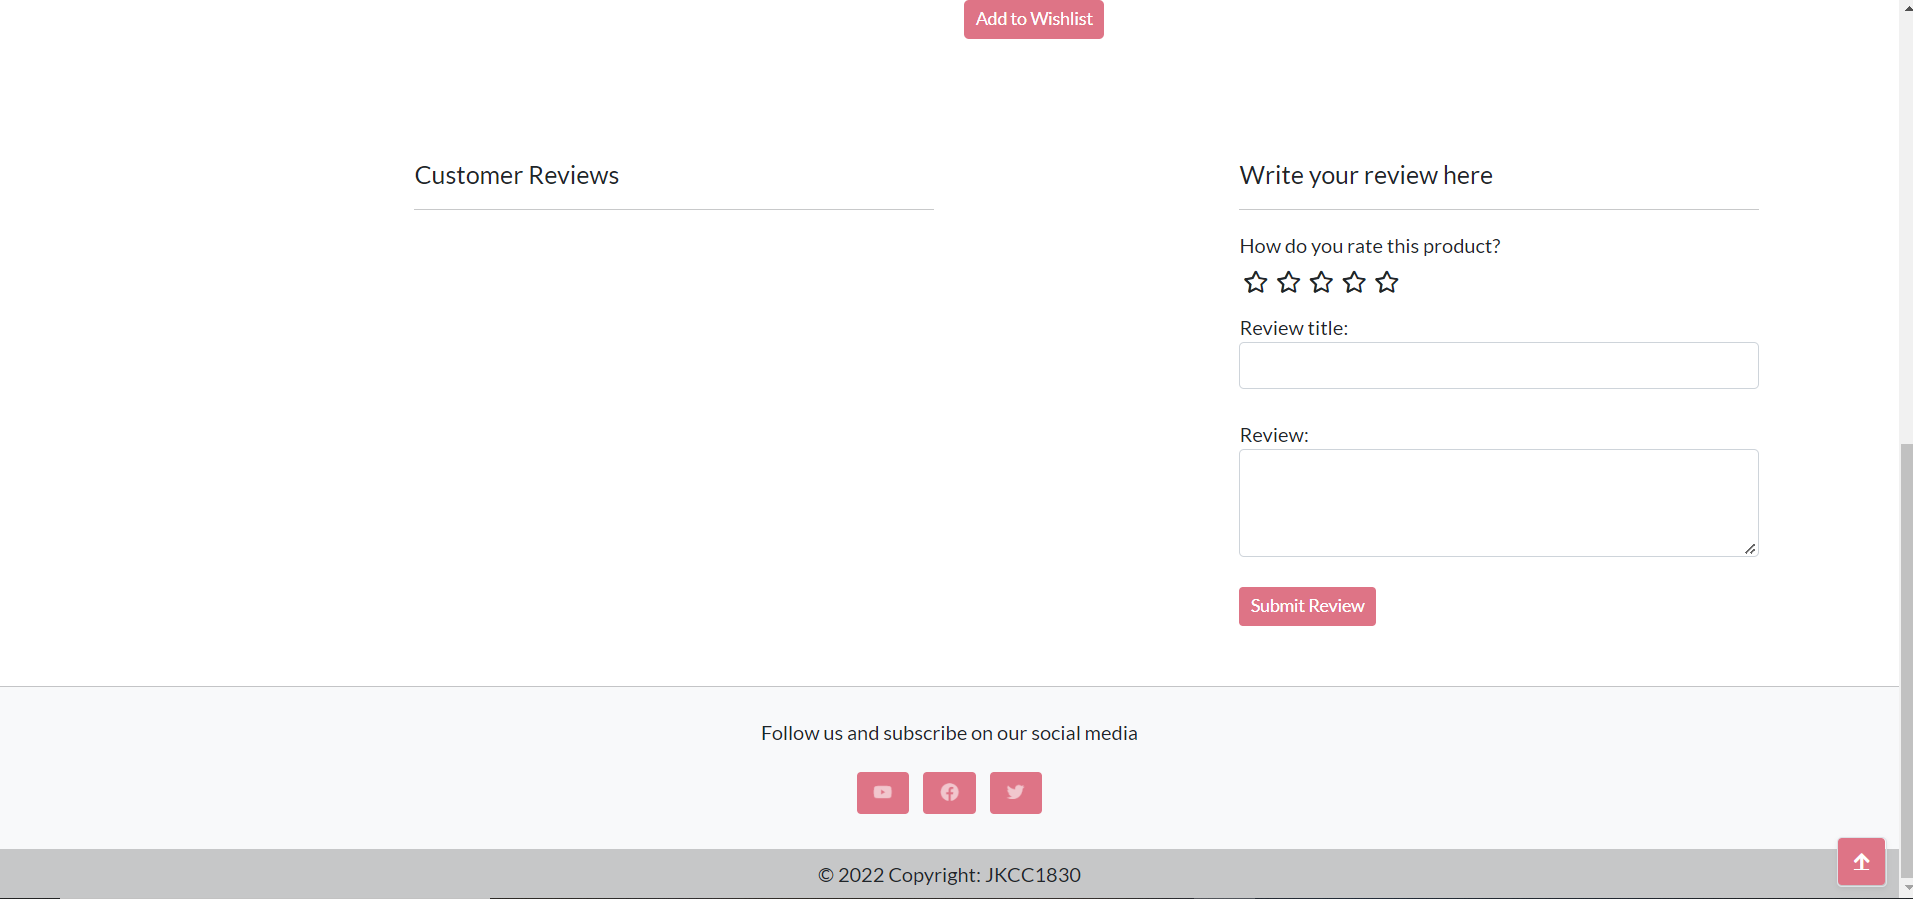 Add to Wishlist
Customer Reviews
Write your review here
How do you rate this product?
Review title:
Review:
Submit Review
Follow us and subscribe on our social media
© 2022 Copyright: JKCC1830